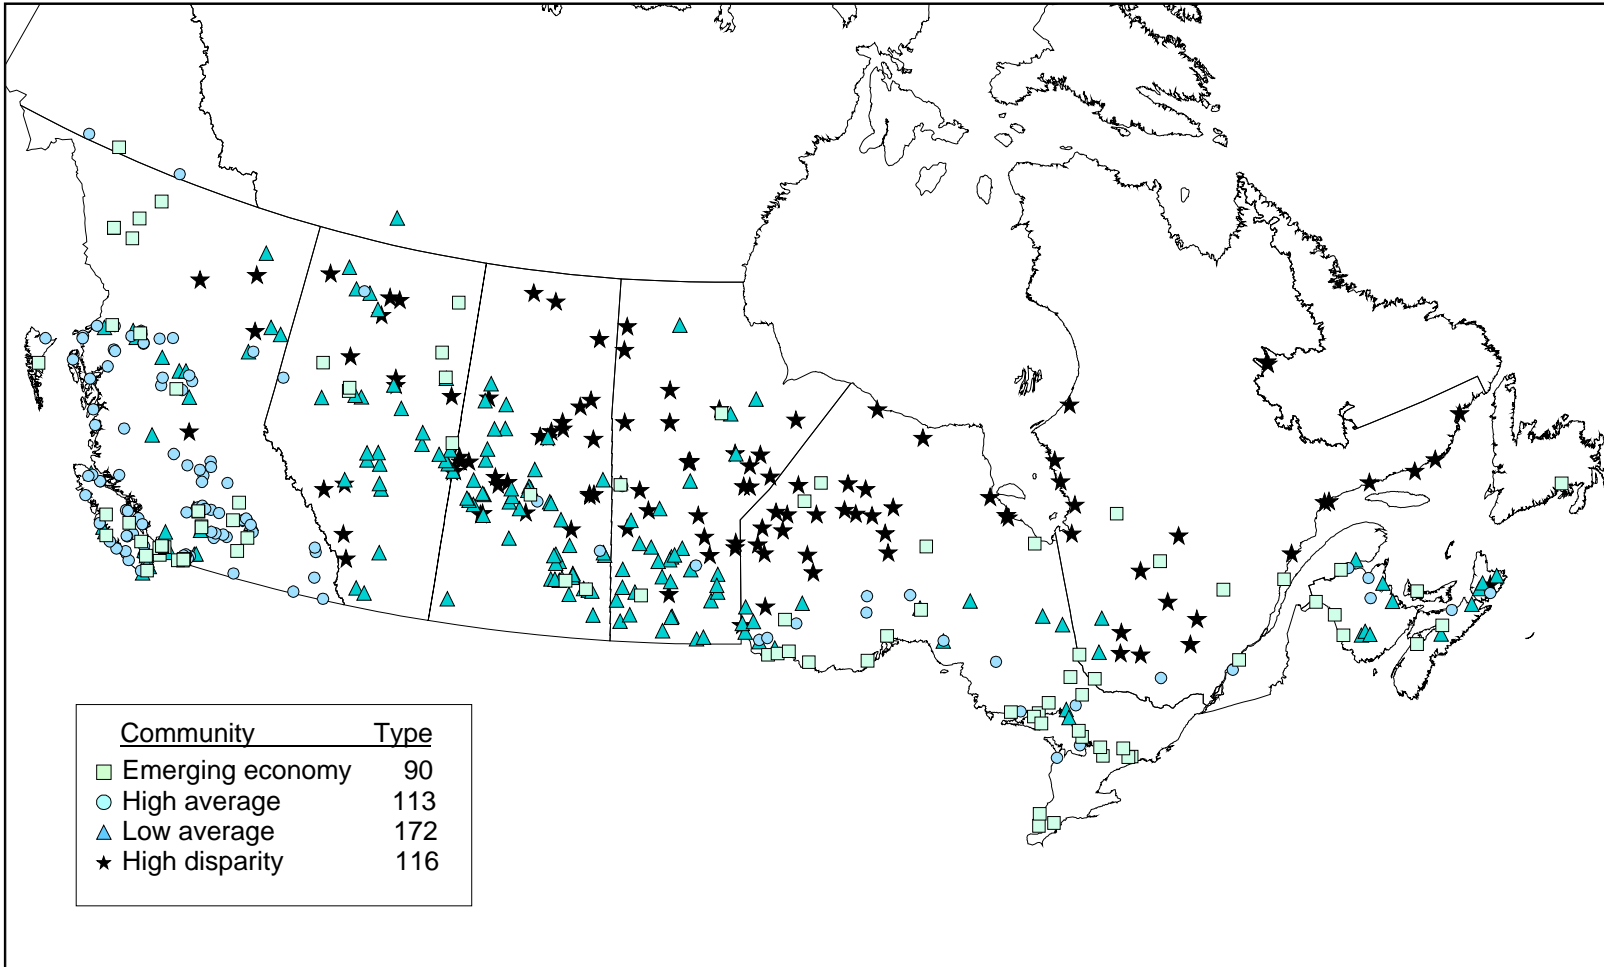 Community Type
Emerging economy 90
High average 113
Low average 172
High disparity 116